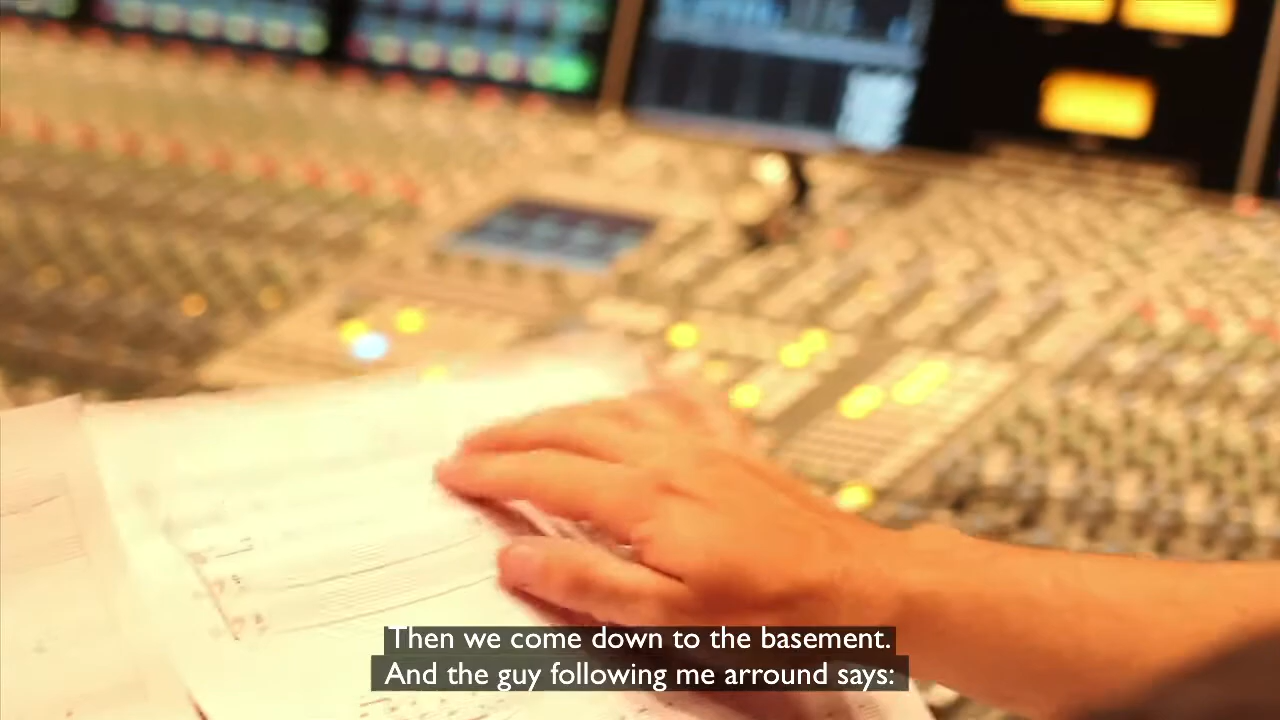 Then we come down to the basement.
And the guy following me arround says: